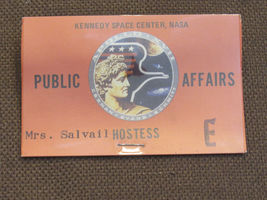 KENNEDY SPACE CENTER, NASA
PUBLIC AFFAIRS
Mrs. Salvail HOSTESS E